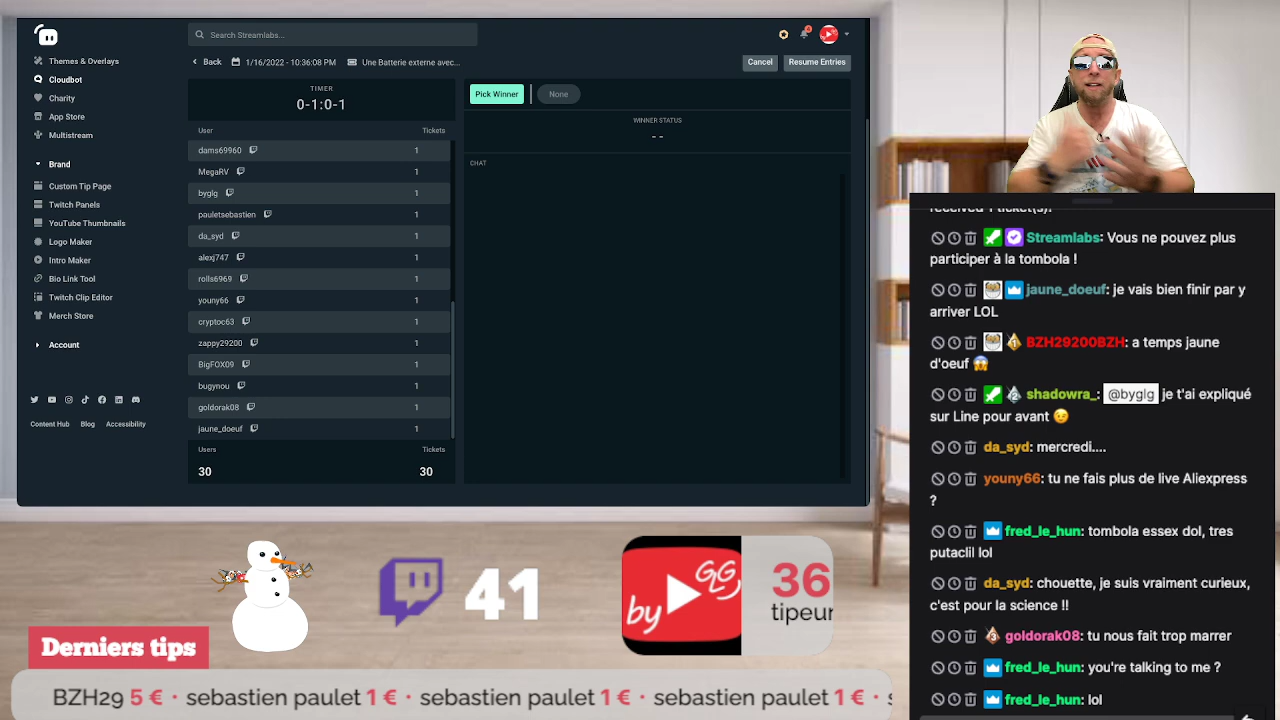 Search Streamlabs...
Themes & Overlays
Cloudbot
Charity
App Store
Multistream
Brand
Custom Tip Page
Twitch Panels
YouTube Thumbnails
Logo Maker
Intro Maker
Bio Link Tool
Twitch Clip Editor
Merch Store
Account
Content Hub Blog Accessibility
Back 1/16/2022 - 10:36:08 PM Une Batterie externe avec...
Cancel Resume Entries
TIMER
0-1:0-1
User Tickets
dams69960 1
MegaRV 1
byglg 1
pauletsebastien 1
da_syd 1
alexj747 1
rolls6969 1
youny66 1
cryptoc63 1
zappy29200 1
BigFOX09 1
bugynou 1
goldorak08 1
jaune_doeuf 1
Users Tickets
30 30
Pick Winner None
WINNER STATUS
--
CHAT
received 1 ticket(s)!
Streamlabs: Vous ne pouvez plus
participer à la tombola !
jaune_doeuf: je vais bien finir par y
arriver LOL
BZH29200BZH: a temps jaune
d'oeuf 😱
shadowra_: @byglg je t'ai expliqué
sur Line pour avant 😉
da_syd: mercredi....
youny66: tu ne fais plus de live Aliexpress
?
fred_le_hun: tombola essex dol, tres
putaclil lol
da_syd: chouette, je suis vraiment curieux,
c'est pour la science !!
goldorak08: tu nous fait trop marrer
fred_le_hun: you're talking to me ?
fred_le_hun: lol
41
by GLG
36
tipeur
Derniers tips
BZH29 5 € · sebastien paulet 1 € · sebastien paulet 1 € · sebastien paulet 1 € ·